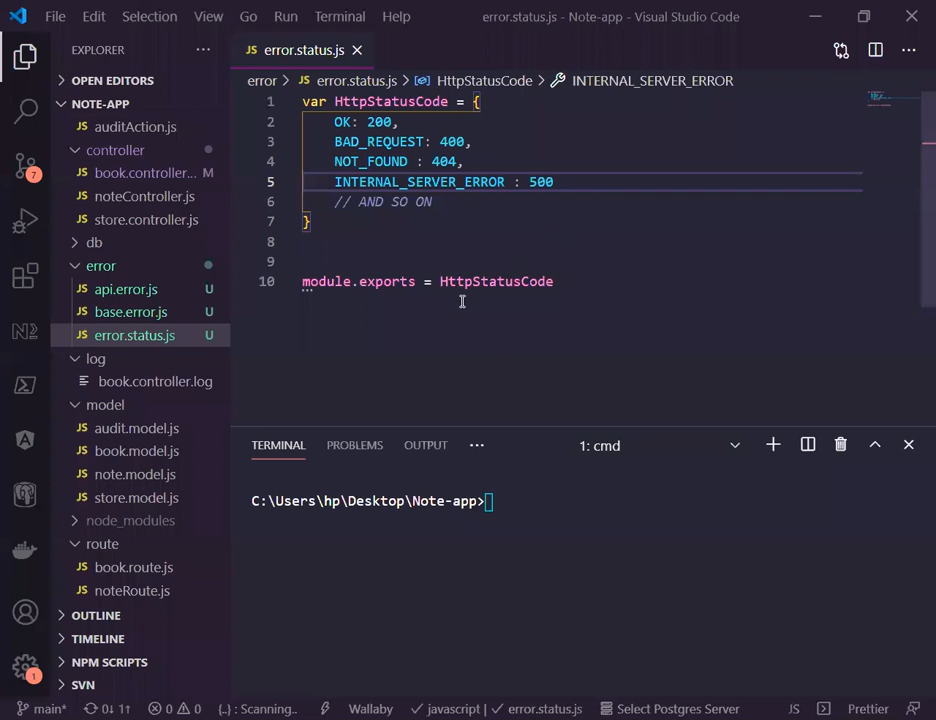 File Edit Selection View Go Run Terminal Help error.status.js - Note-app - Visual Studio Code
EXPLORER
OPEN EDITORS
NOTE-APP
JS auditAction.js
controller
JS book.controller... M
JS noteController.js
JS store.controller.js
db
error
JS api.error.js U
JS base.error.js U
JS error.status.js U
log
book.controller.log
model
JS audit.model.js
JS book.model.js
JS note.model.js
JS store.model.js
node_modules
route
JS book.route.js
JS noteRoute.js
OUTLINE
TIMELINE
NPM SCRIPTS
SVN
7
1
JS error.status.js
error > JS error.status.js > HttpStatusCode > INTERNAL_SERVER_ERROR
1 var HttpStatusCode = {
2 OK: 200,
3 BAD_REQUEST: 400,
4 NOT_FOUND : 404,
5 INTERNAL_SERVER_ERROR : 500
6 // AND SO ON
7 }
8
9
10 module.exports = HttpStatusCode
TERMINAL PROBLEMS OUTPUT ... 1: cmd
C:\Users\hp\Desktop\Note-app>
main* 0↓ 1↑ 0 0 {..} : Scanning.. Wallaby ✓ javascript | ✓ error.status.js Select Postgres Server JS Prettier